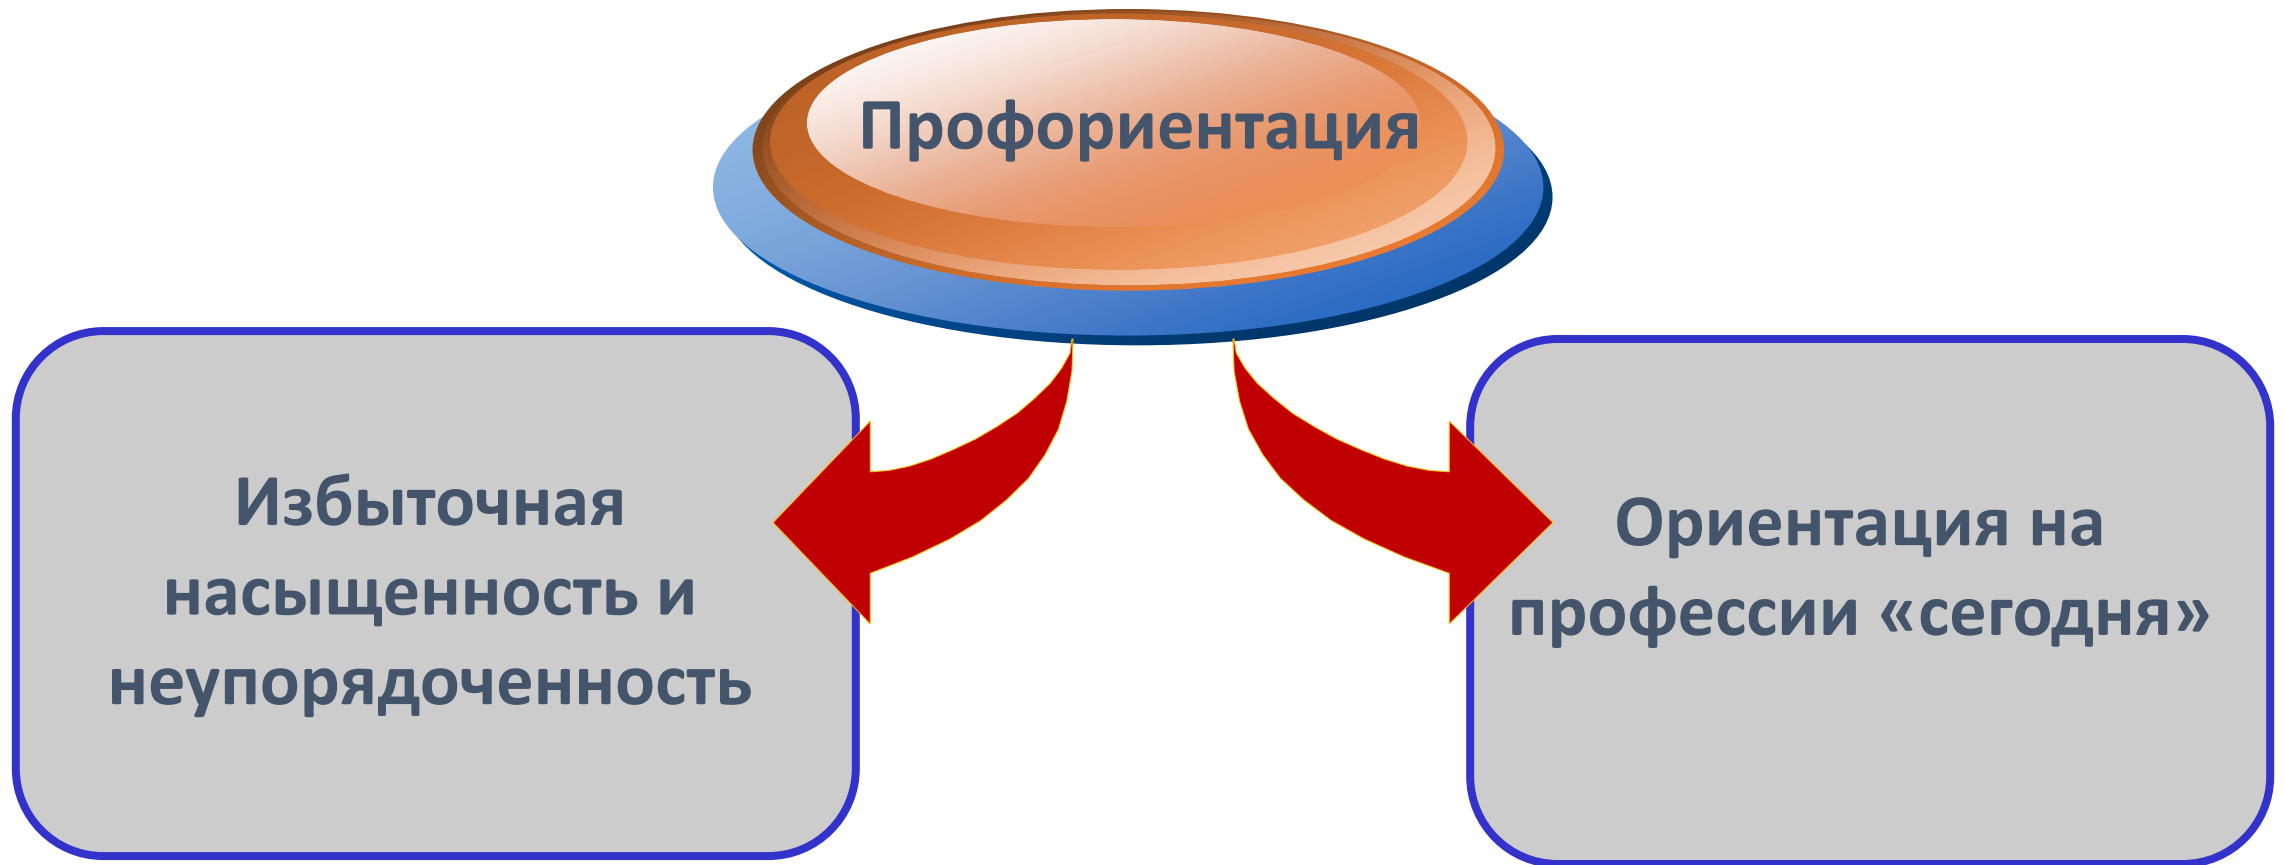 Профориентация
Избыточная
насыщенность и
неупорядоченность
Ориентация на
профессии «сегодня»